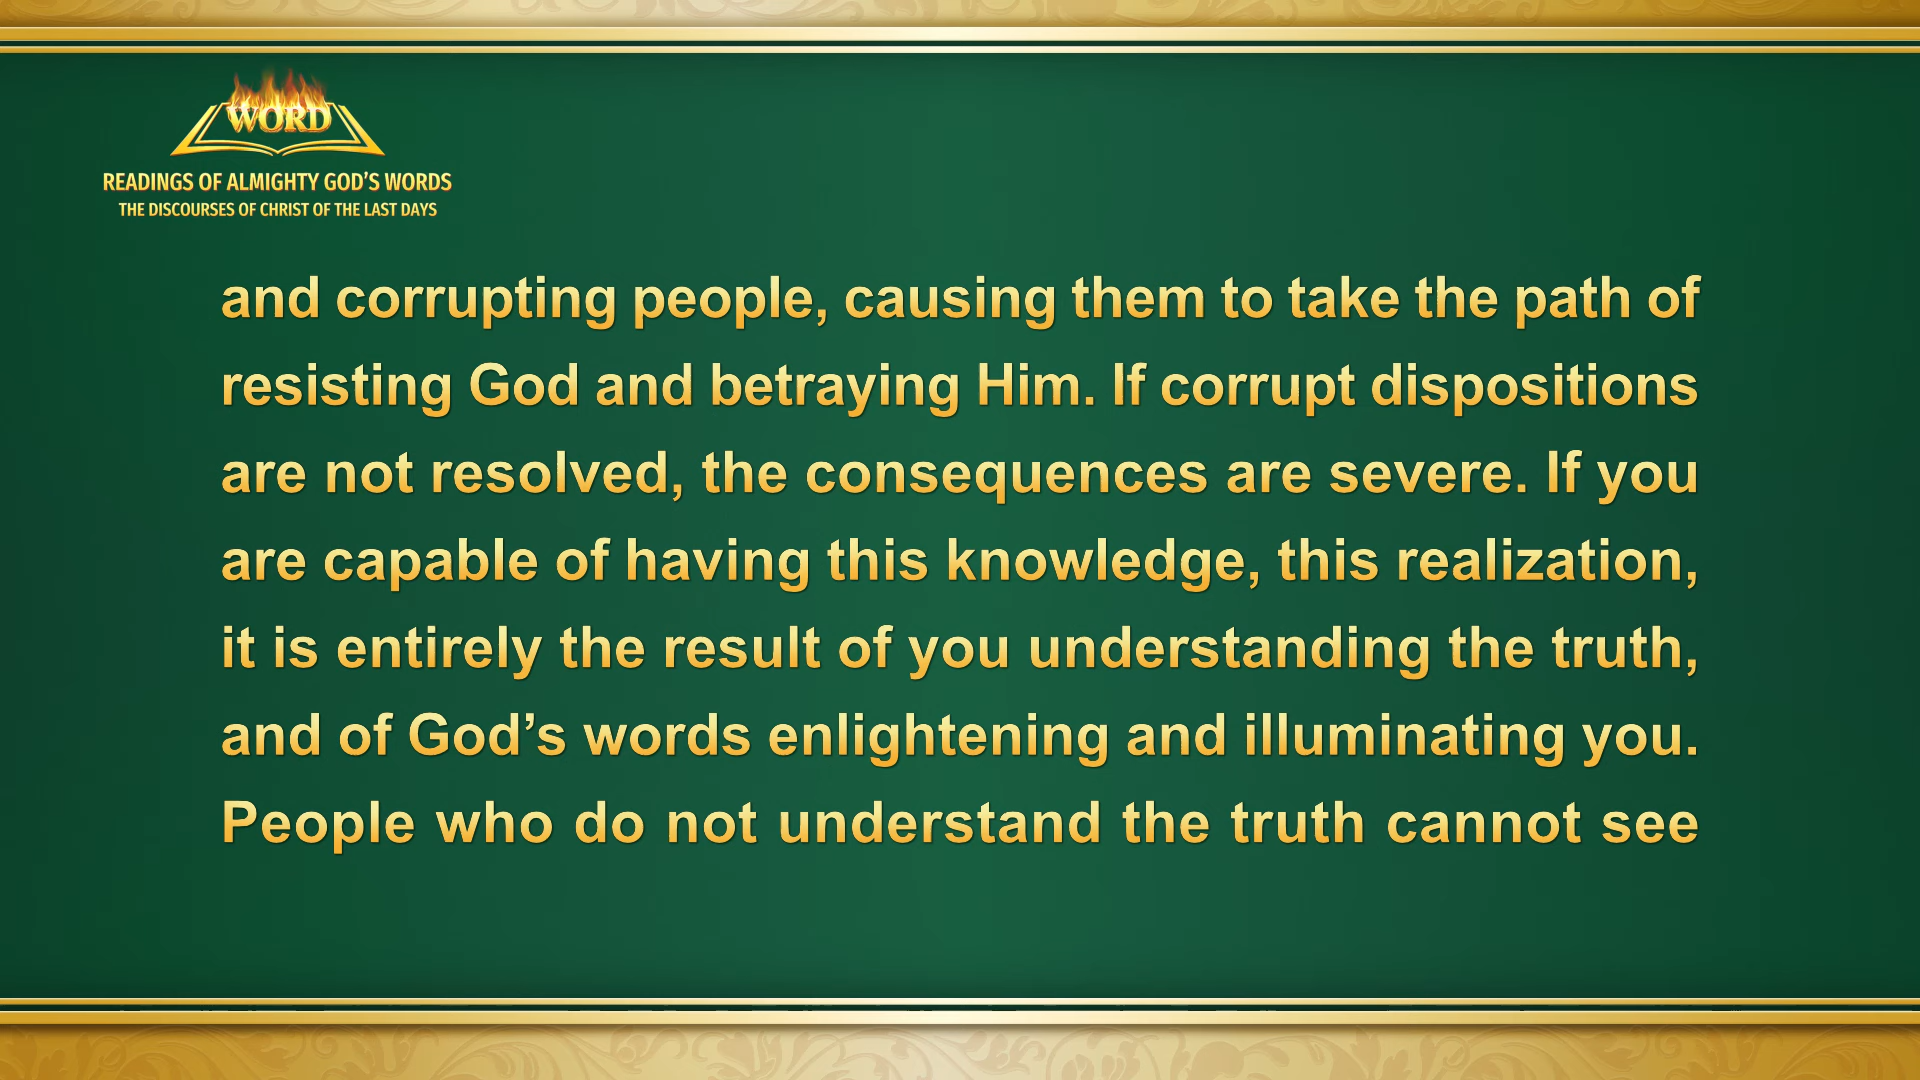 WORD
READINGS OF ALMIGHTY GOD’S WORDS
THE DISCOURSES OF CHRIST OF THE LAST DAYS
and corrupting people, causing them to take the path of
resisting God and betraying Him. If corrupt dispositions
are not resolved, the consequences are severe. If you
are capable of having this knowledge, this realization,
it is entirely the result of you understanding the truth,
and of God’s words enlightening and illuminating you.
People who do not understand the truth cannot see